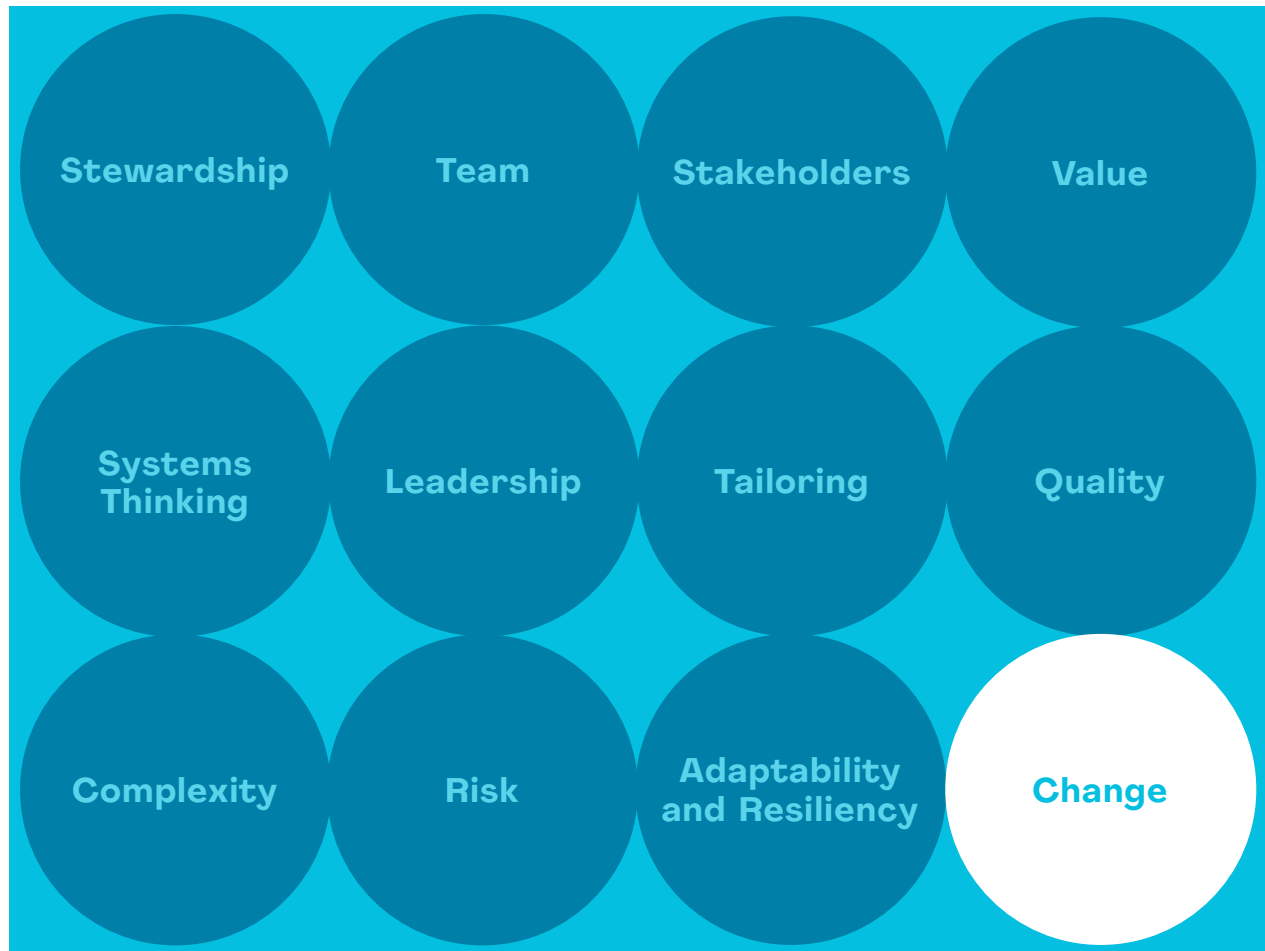 Stewardship
Team
Stakeholders
Value
Systems
Thinking
Leadership
Tailoring
Quality
Complexity
Risk
Adaptability
and Resiliency
Change